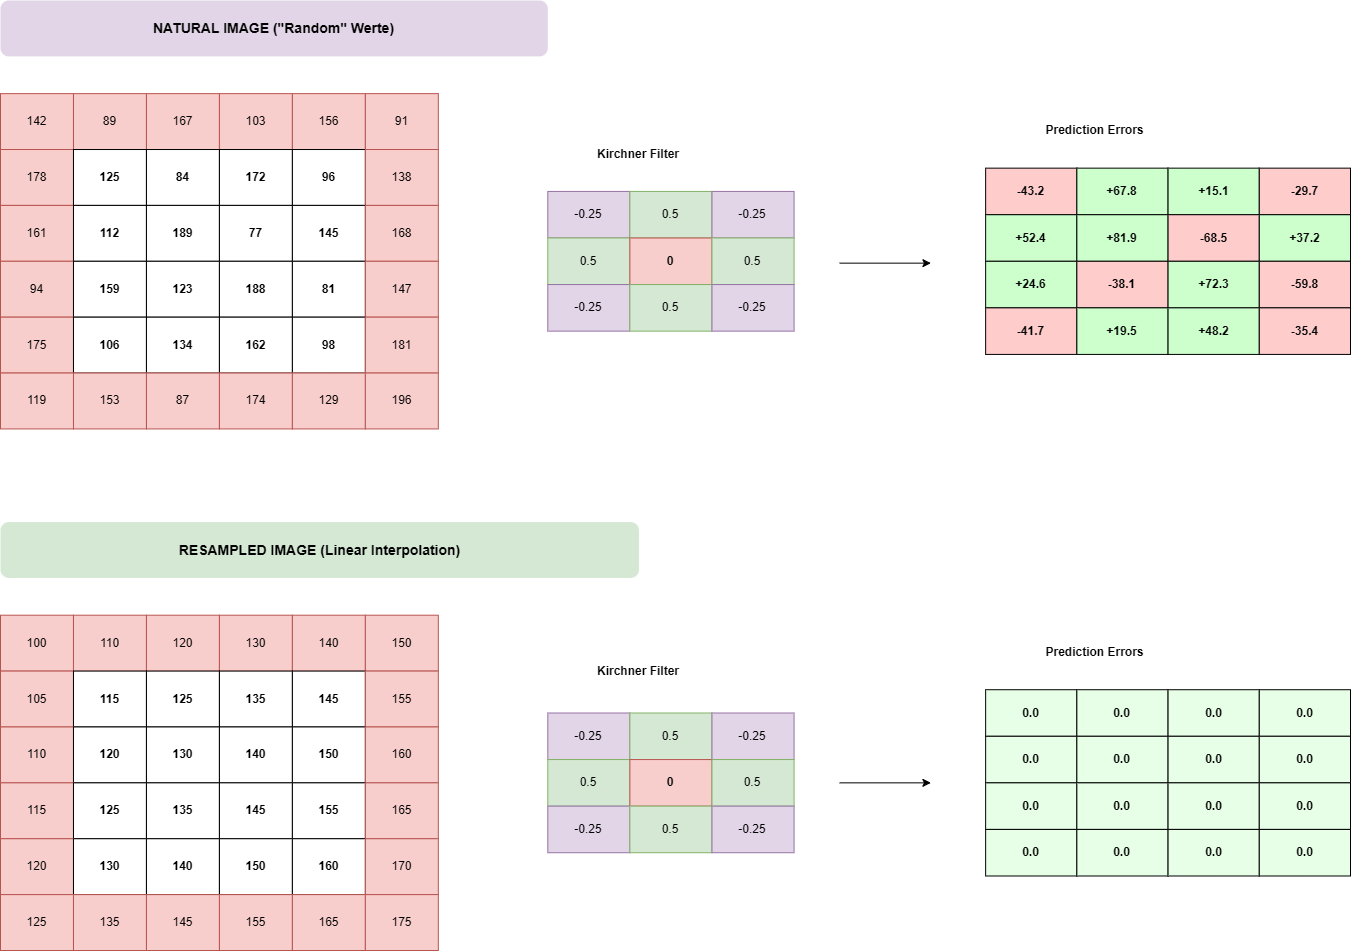 NATURAL IMAGE ("Random" Werte)
142 89 167 103 156 91
178 125 84 172 96 138
161 112 189 77 145 168
94 159 123 188 81 147
175 106 134 162 98 181
119 153 87 174 129 196
Kirchner Filter
-0.25 0.5 -0.25
0.5 0 0.5
-0.25 0.5 -0.25
Prediction Errors
-43.2 +67.8 +15.1 -29.7
+52.4 +81.9 -68.5 +37.2
+24.6 -38.1 +72.3 -59.8
-41.7 +19.5 +48.2 -35.4
RESAMPLED IMAGE (Linear Interpolation)
100 110 120 130 140 150
105 115 125 135 145 155
110 120 130 140 150 160
115 125 135 145 155 165
120 130 140 150 160 170
125 135 145 155 165 175
Kirchner Filter
-0.25 0.5 -0.25
0.5 0 0.5
-0.25 0.5 -0.25
Prediction Errors
0.0 0.0 0.0 0.0
0.0 0.0 0.0 0.0
0.0 0.0 0.0 0.0
0.0 0.0 0.0 0.0